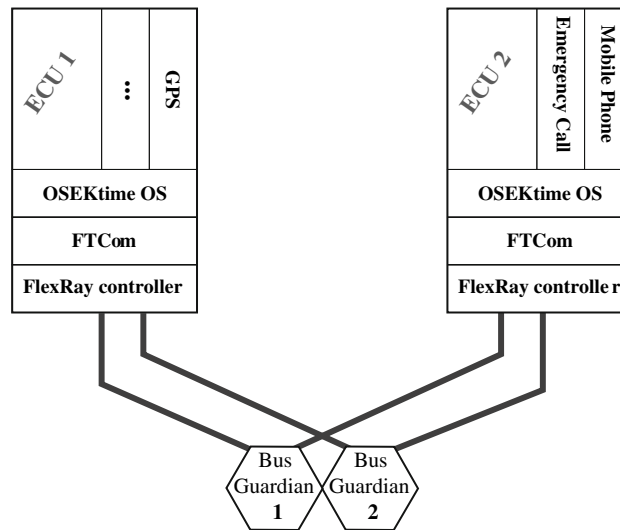 ECU 1
...
GPS
OSEKtime OS
FTCom
FlexRay controller
ECU 2
Emergency Call
Mobile Phone
OSEKtime OS
FTCom
FlexRay controller
Bus
Guardian
1
Bus
Guardian
2